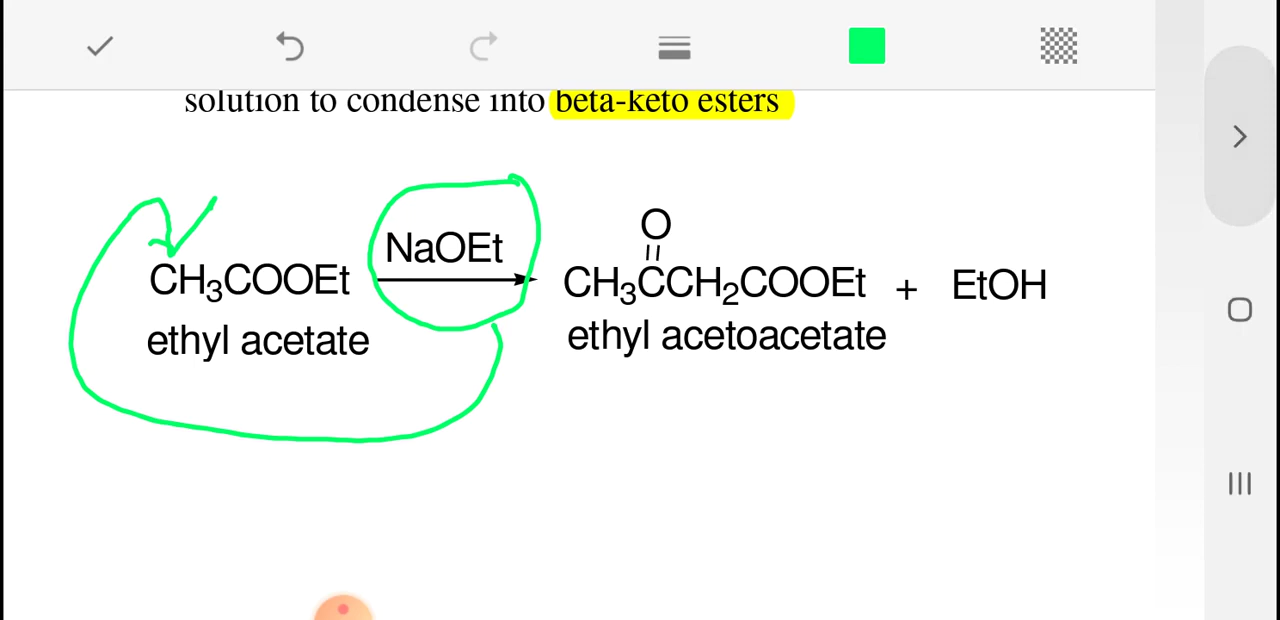 solution to condense into beta-keto esters
O
CH₃COOEt NaOEt CH₃CCH₂COOEt + EtOH
ethyl acetate ethyl acetoacetate